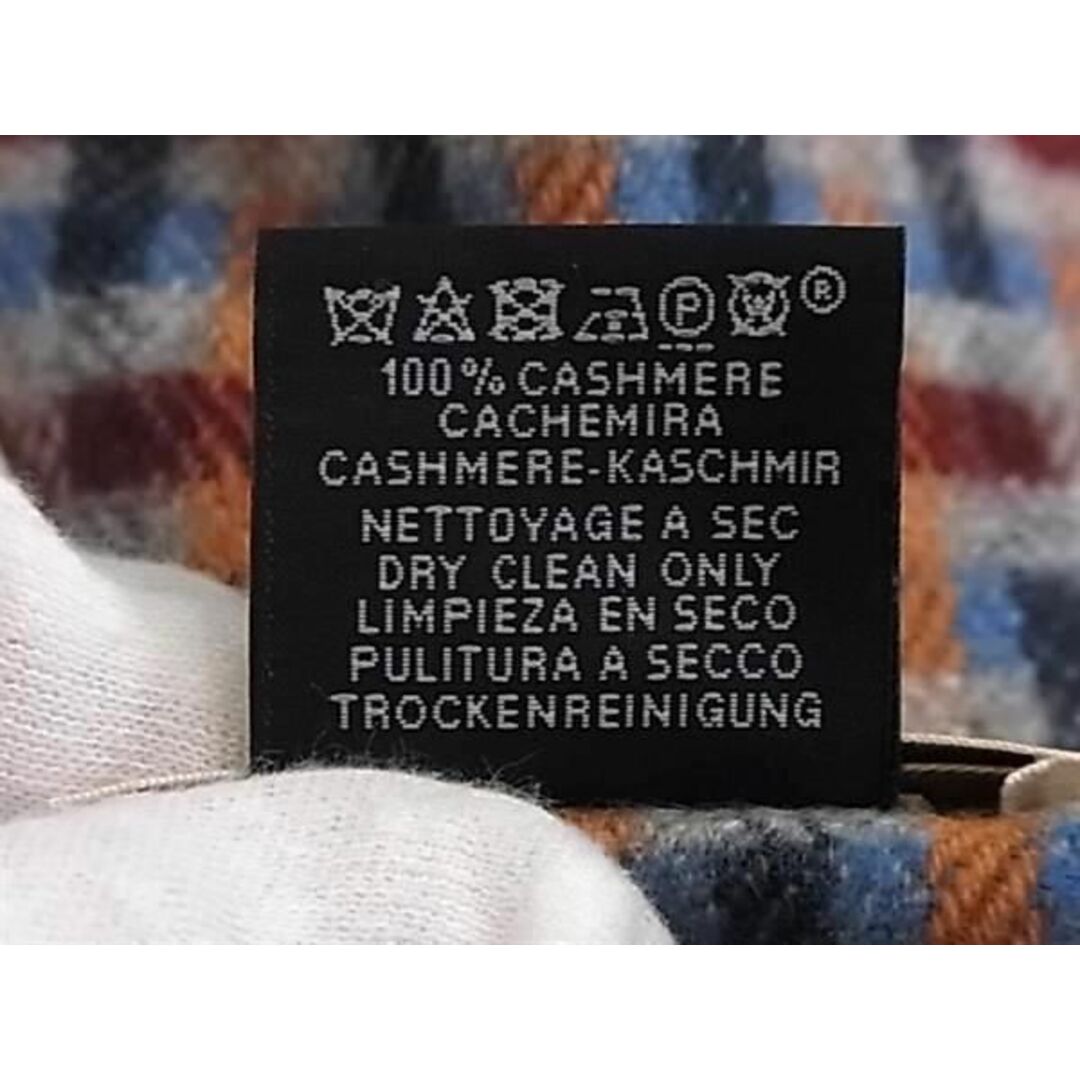 P W ®
100% CASHMERE
CACHEMIRA
CASHMERE-KASCHMIR
NETTOYAGE A SEC
DRY CLEAN ONLY
LIMPIEZA EN SECO
PULITURA A SECCO
TROCKENREINIGUNG